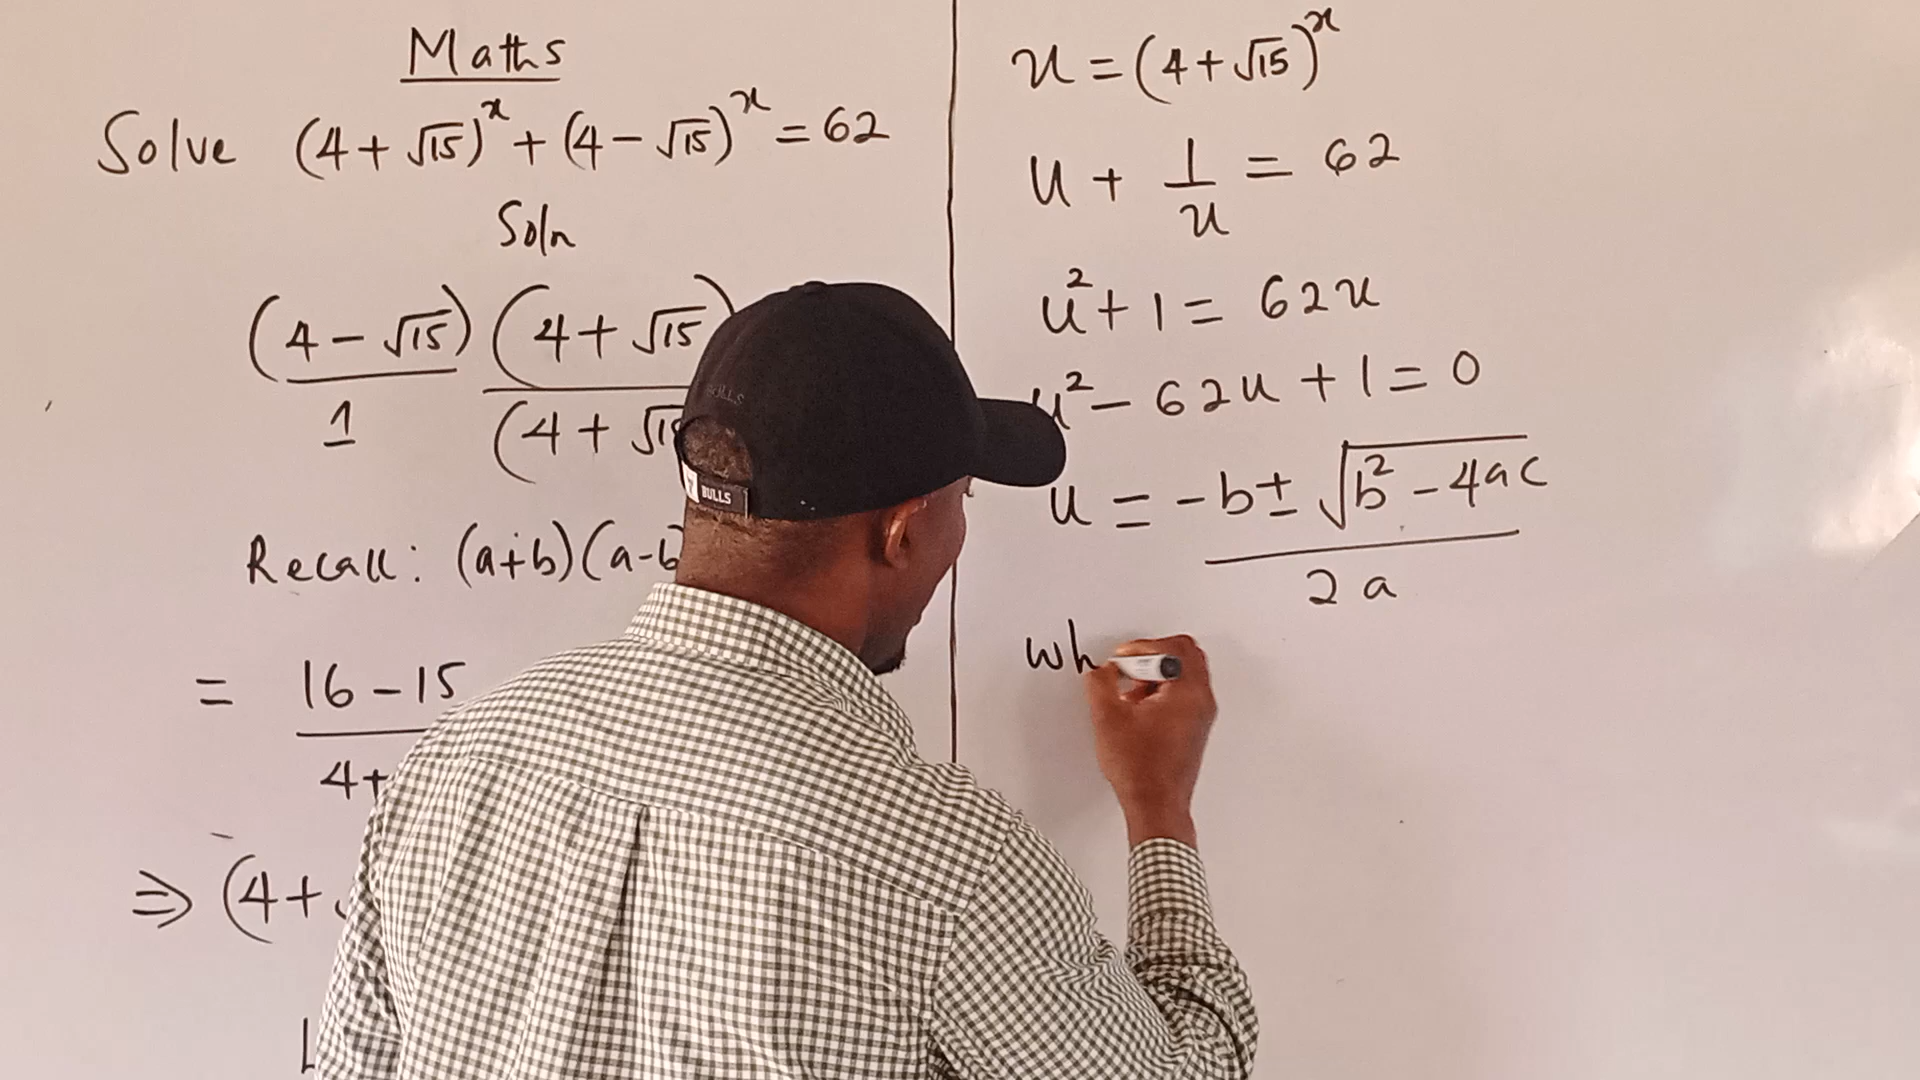 Maths
Solve (4+√15)^x + (4-√15)^x = 62
Soln
(4-√15) (4+√15
1 (4+ √15
Recall: (a+b)(a-b)
= 16-15
4+
⇒ (4+
L
u = (4+√15)^x
u + 1/u = 62
u²+1 = 62u
u²-62u+1=0
u = -b± √b²-4ac
2a
wh
BULLS